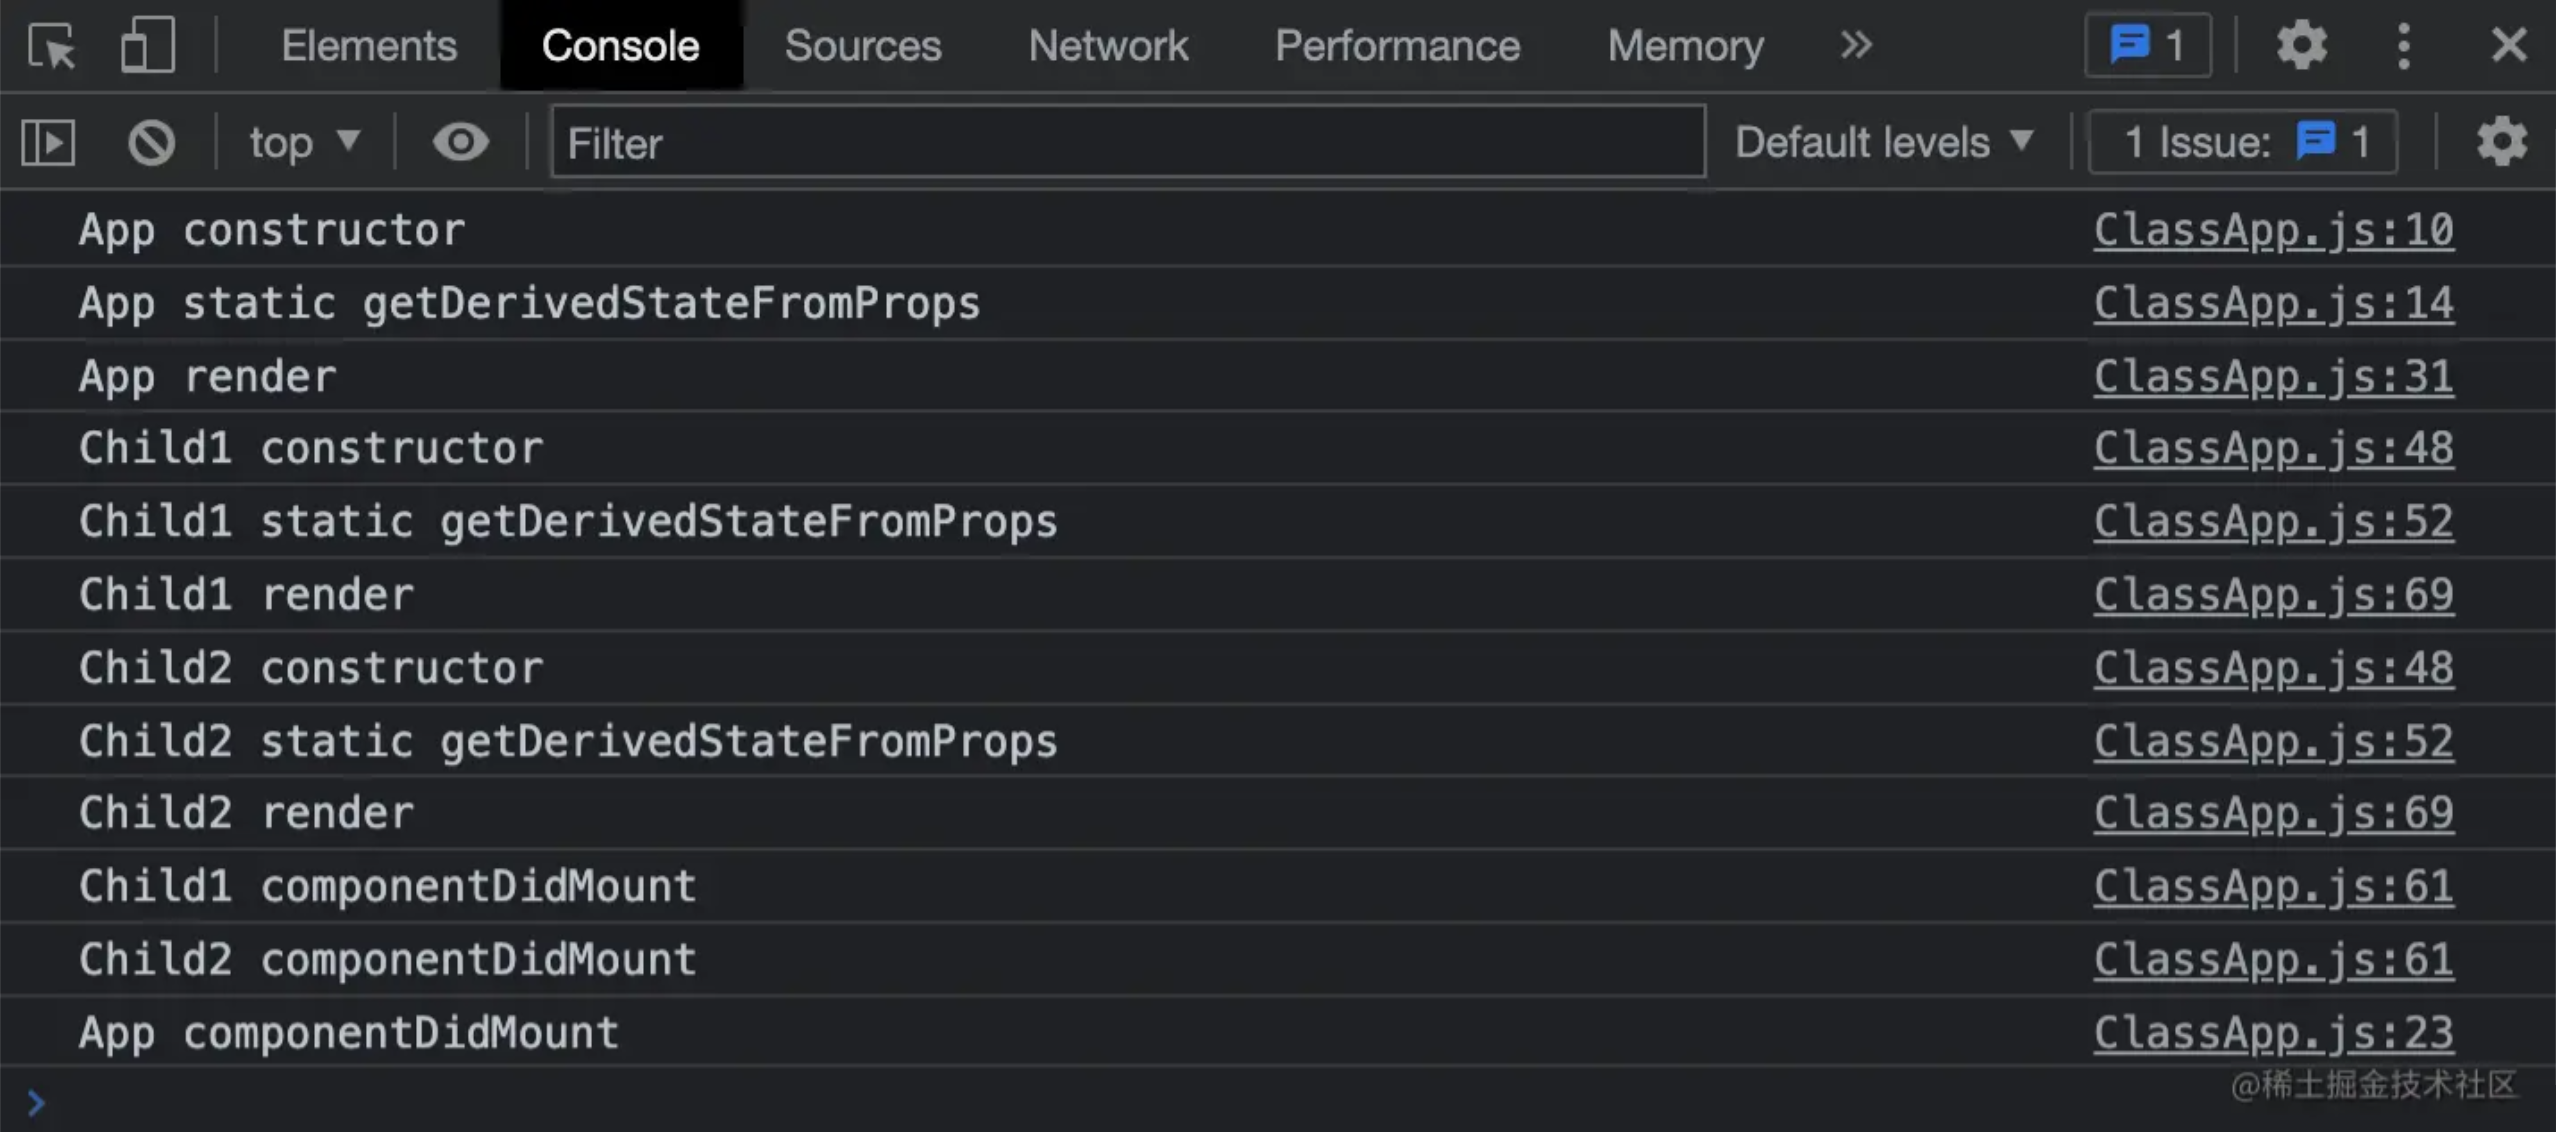 Elements Console Sources Network Performance Memory 1
top Filter Default levels 1 Issue: 1
App constructor ClassApp.js:10
App static getDerivedStateFromProps ClassApp.js:14
App render ClassApp.js:31
Child1 constructor ClassApp.js:48
Child1 static getDerivedStateFromProps ClassApp.js:52
Child1 render ClassApp.js:69
Child2 constructor ClassApp.js:48
Child2 static getDerivedStateFromProps ClassApp.js:52
Child2 render ClassApp.js:69
Child1 componentDidMount ClassApp.js:61
Child2 componentDidMount ClassApp.js:61
App componentDidMount ClassApp.js:23
@稀土掘金技术社区